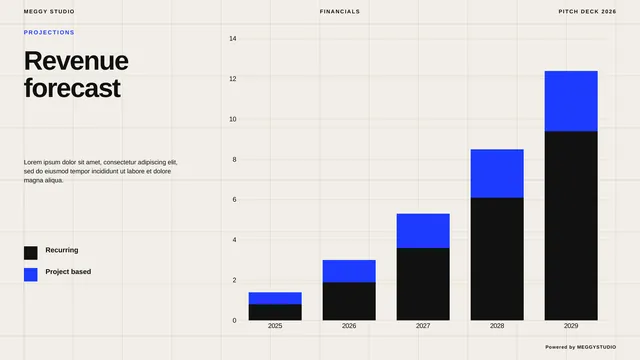 MEGGY STUDIO
FINANCIALS
PITCH DECK 2026
PROJECTIONS
Revenue
forecast
Lorem ipsum dolor sit amet, consectetur adipiscing elit,
sed do eiusmod tempor incididunt ut labore et dolore
magna aliqua.
Recurring
Project based
14
12
10
8
6
4
2
0
2025
2026
2027
2028
2029
Powered by MEGGYSTUDIO